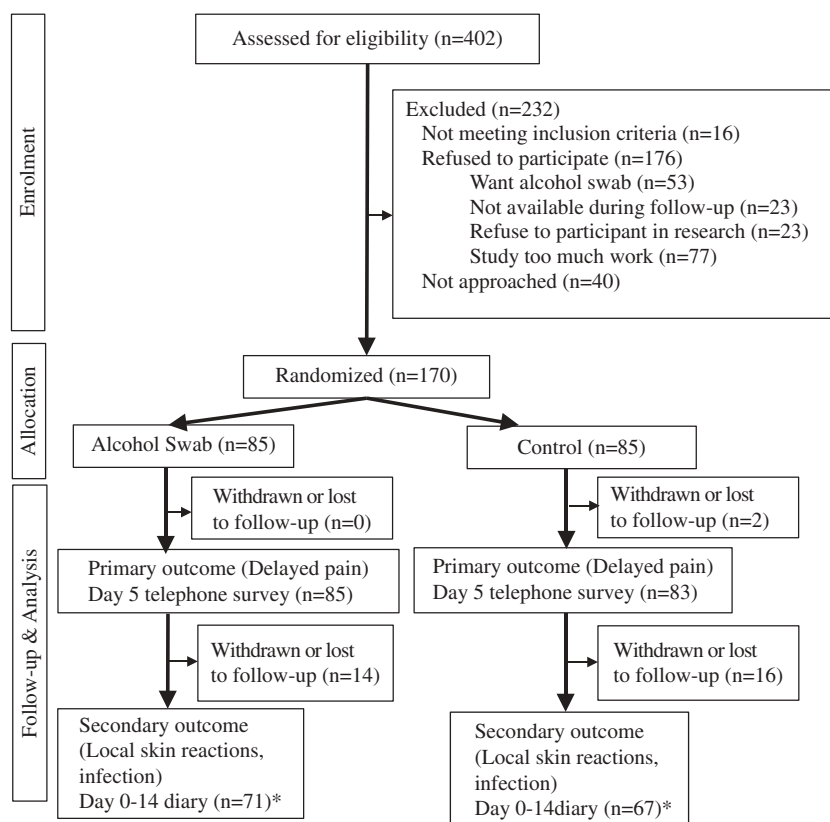 Enrolment
Assessed for eligibility (n=402)
Excluded (n=232)
Not meeting inclusion criteria (n=16)
Refused to participate (n=176)
Want alcohol swab (n=53)
Not available during follow-up (n=23)
Refuse to participant in research (n=23)
Study too much work (n=77)
Not approached (n=40)
Allocation
Randomized (n=170)
Alcohol Swab (n=85)
Control (n=85)
Follow-up & Analysis
Withdrawn or lost
to follow-up (n=0)
Withdrawn or lost
to follow-up (n=2)
Primary outcome (Delayed pain)
Day 5 telephone survey (n=85)
Primary outcome (Delayed pain)
Day 5 telephone survey (n=83)
Withdrawn or lost
to follow-up (n=14)
Withdrawn or lost
to follow-up (n=16)
Secondary outcome
(Local skin reactions,
infection)
Day 0-14 diary (n=71)*
Secondary outcome
(Local skin reactions,
infection)
Day 0-14diary (n=67)*